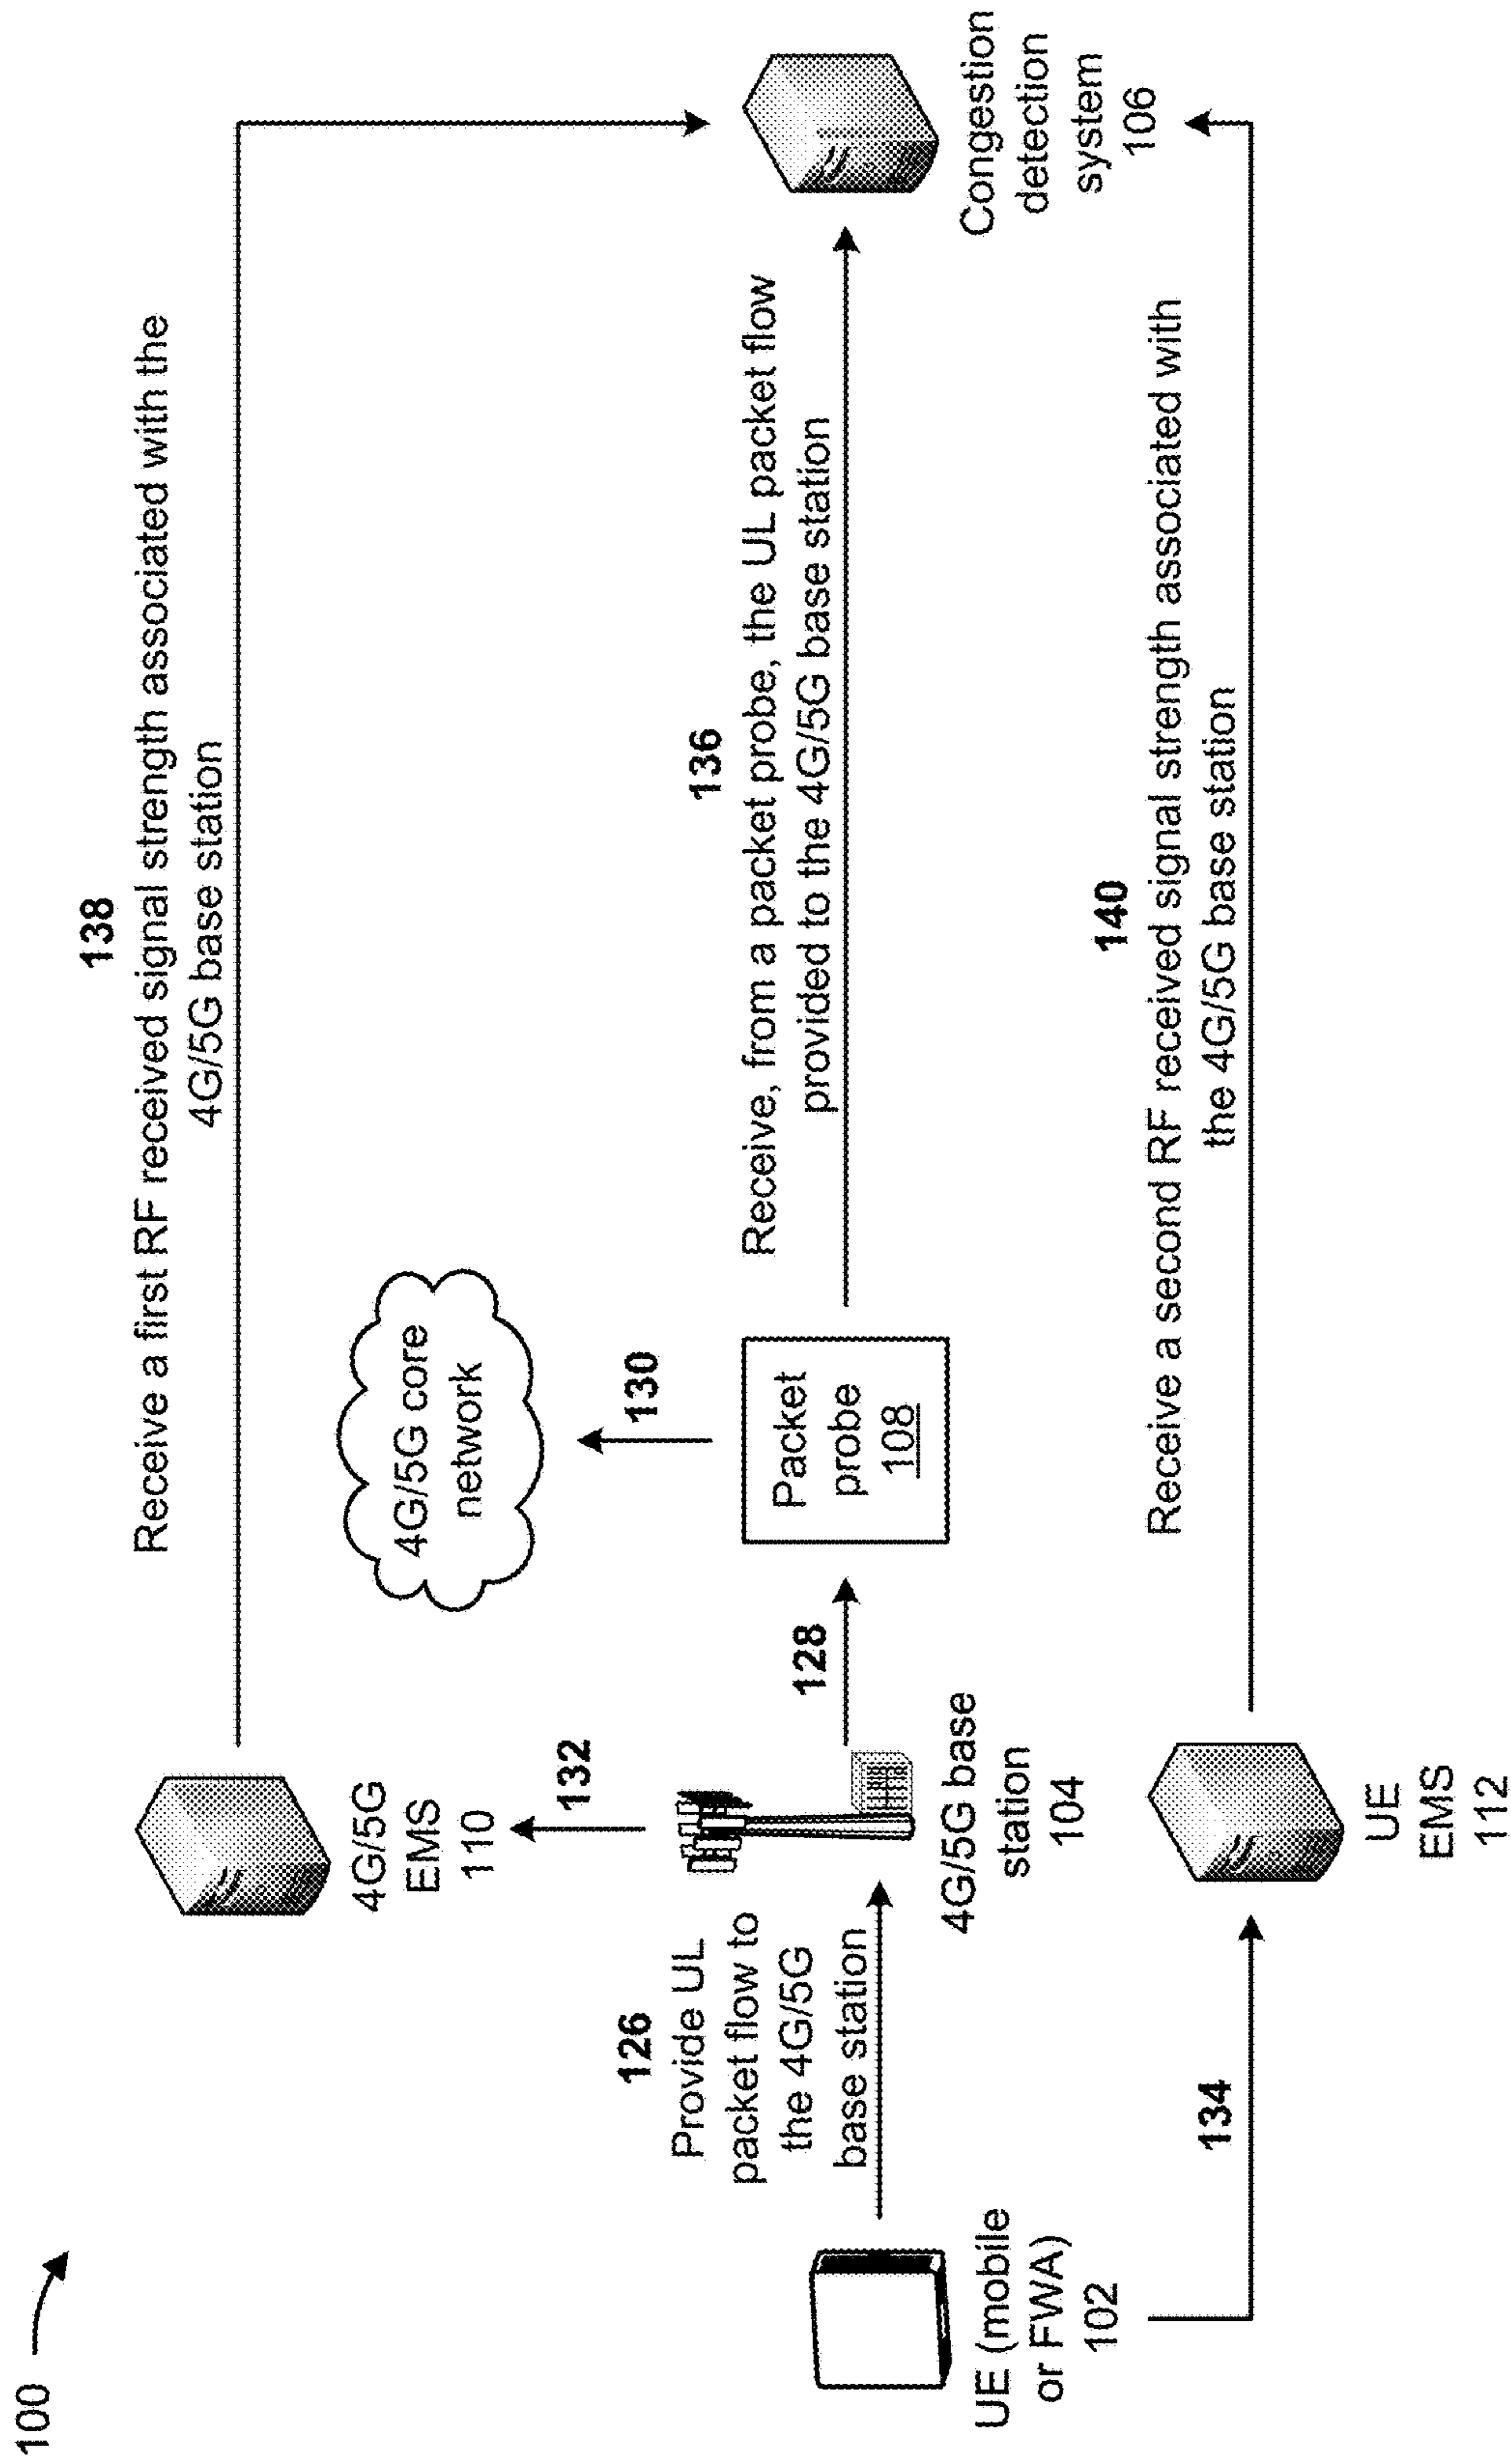 100
138
Receive a first RF received signal strength associated with the
4G/5G base station
4G/5G
EMS
110
4G/5G core
network
132
130
126
Provide UL
packet flow to
the 4G/5G
base station
128
Packet
probe
108
136
Receive, from a packet probe, the UL packet flow
provided to the 4G/5G base station
Congestion
detection
system
106
UE (mobile
or FWA)
102
4G/5G base
station
104
140
Receive a second RF received signal strength associated with
the 4G/5G base station
134
UE
EMS
112